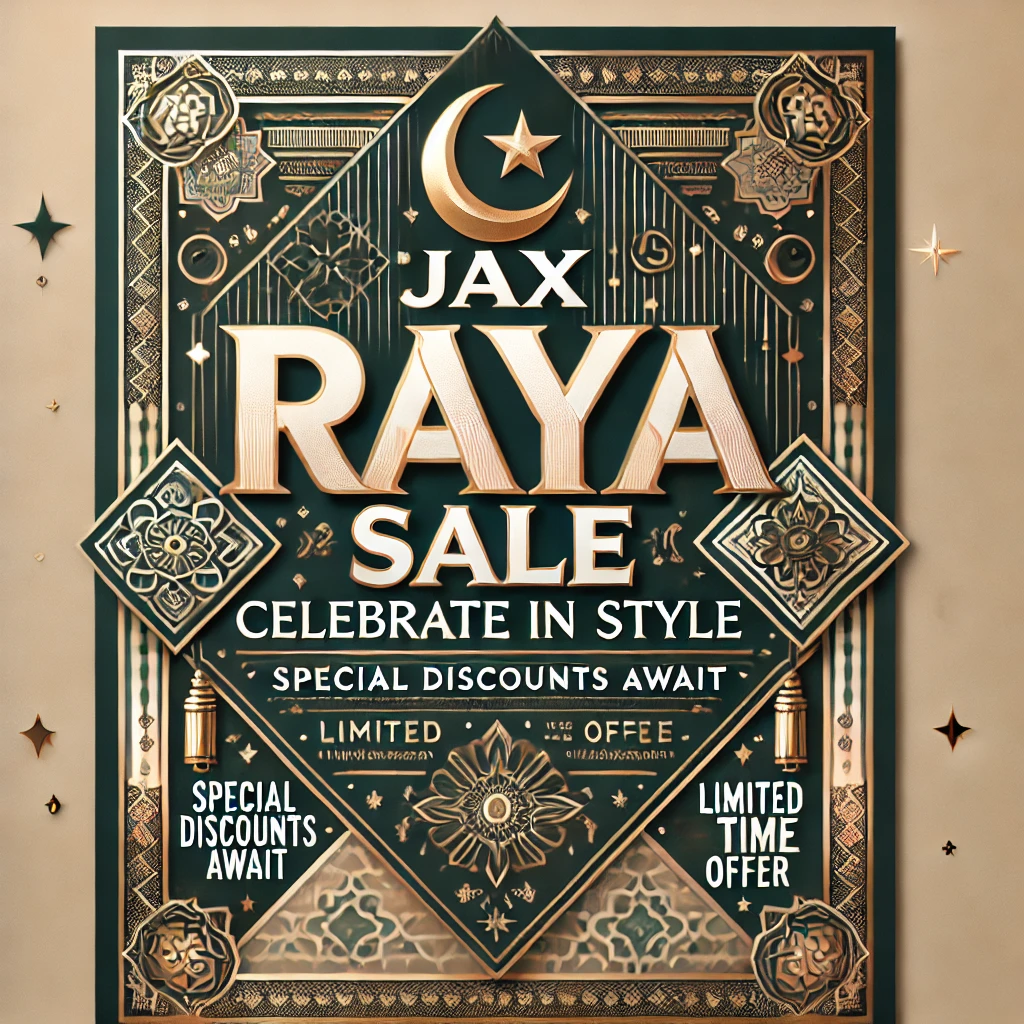 JAX
RAYA
SALE
CELEBRATE IN STYLE
SPECIAL DISCOUNTS AWAIT
LIMITED OFFEE
SPECIAL
DISCOUNTS
AWAIT
LIMITED
TIME
OFFER